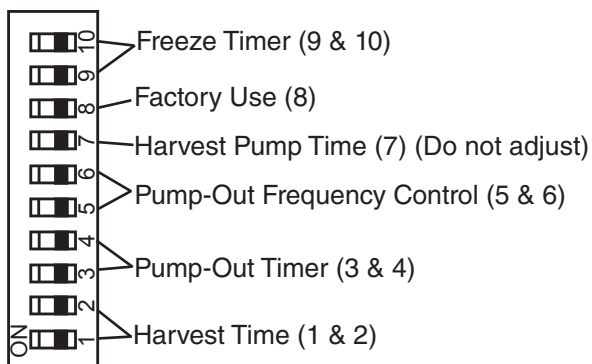 10
Freeze Timer (9 & 10)
9
8
Factory Use (8)
7
Harvest Pump Time (7) (Do not adjust)
6
Pump-Out Frequency Control (5 & 6)
5
4
3
Pump-Out Timer (3 & 4)
2
ON
1
Harvest Time (1 & 2)